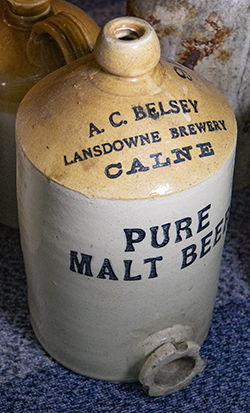 A. C. BELSEY
LANSDOWNE BREWERY
CALNE
PURE
MALT BEER